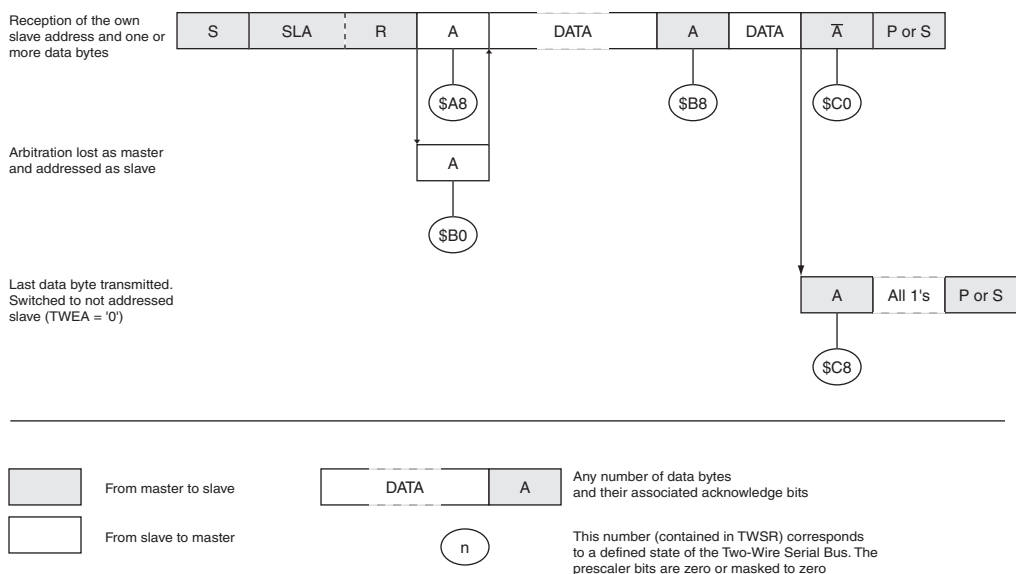 Reception of the own
slave address and one or
more data bytes
S SLA R A DATA A DATA A̅ P or S
$A8 $B8 $C0
Arbitration lost as master
and addressed as slave
A
$B0
Last data byte transmitted.
Switched to not addressed
slave (TWEA = '0')
A All 1's P or S
$C8
From master to slave
DATA A
Any number of data bytes
and their associated acknowledge bits
From slave to master
n
This number (contained in TWSR) corresponds
to a defined state of the Two-Wire Serial Bus. The
prescaler bits are zero or masked to zero